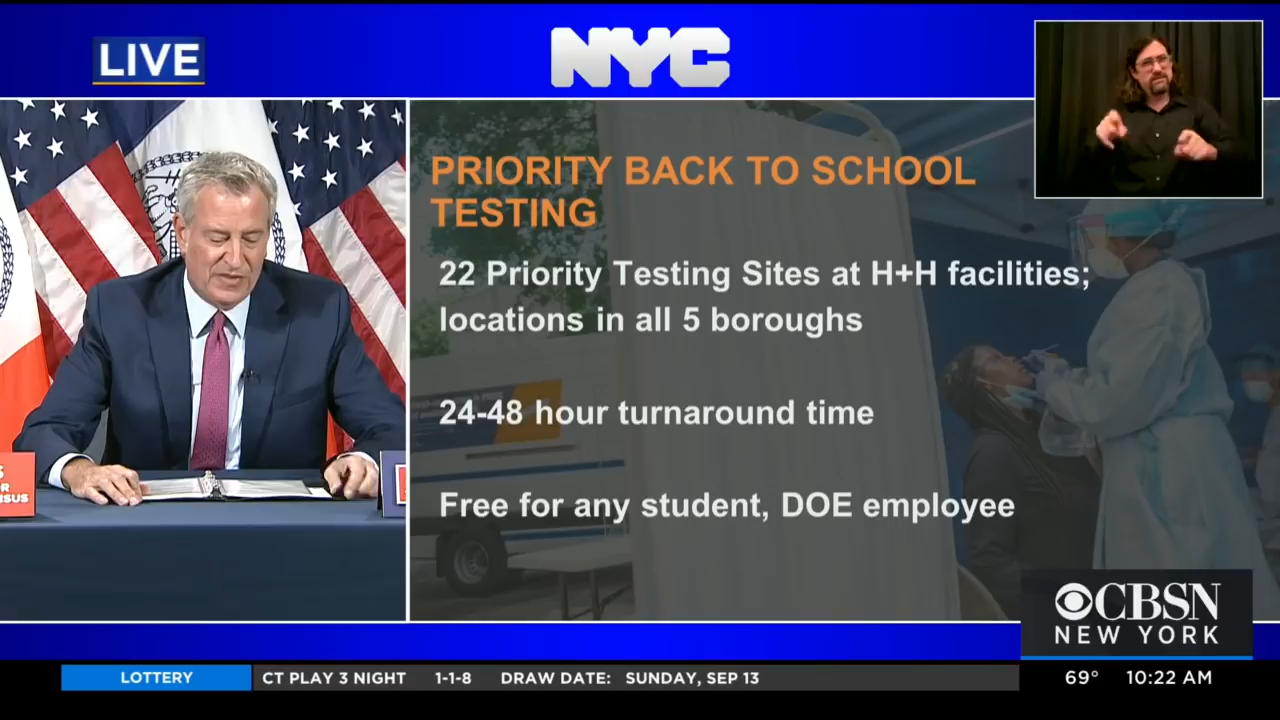 LIVE
NYC
PRIORITY BACK TO SCHOOL
TESTING
22 Priority Testing Sites at H+H facilities;
locations in all 5 boroughs
24-48 hour turnaround time
Free for any student, DOE employee
CBSN
NEW YORK
LOTTERY
CT PLAY 3 NIGHT 1-1-8 DRAW DATE: SUNDAY, SEP 13
69° 10:22 AM